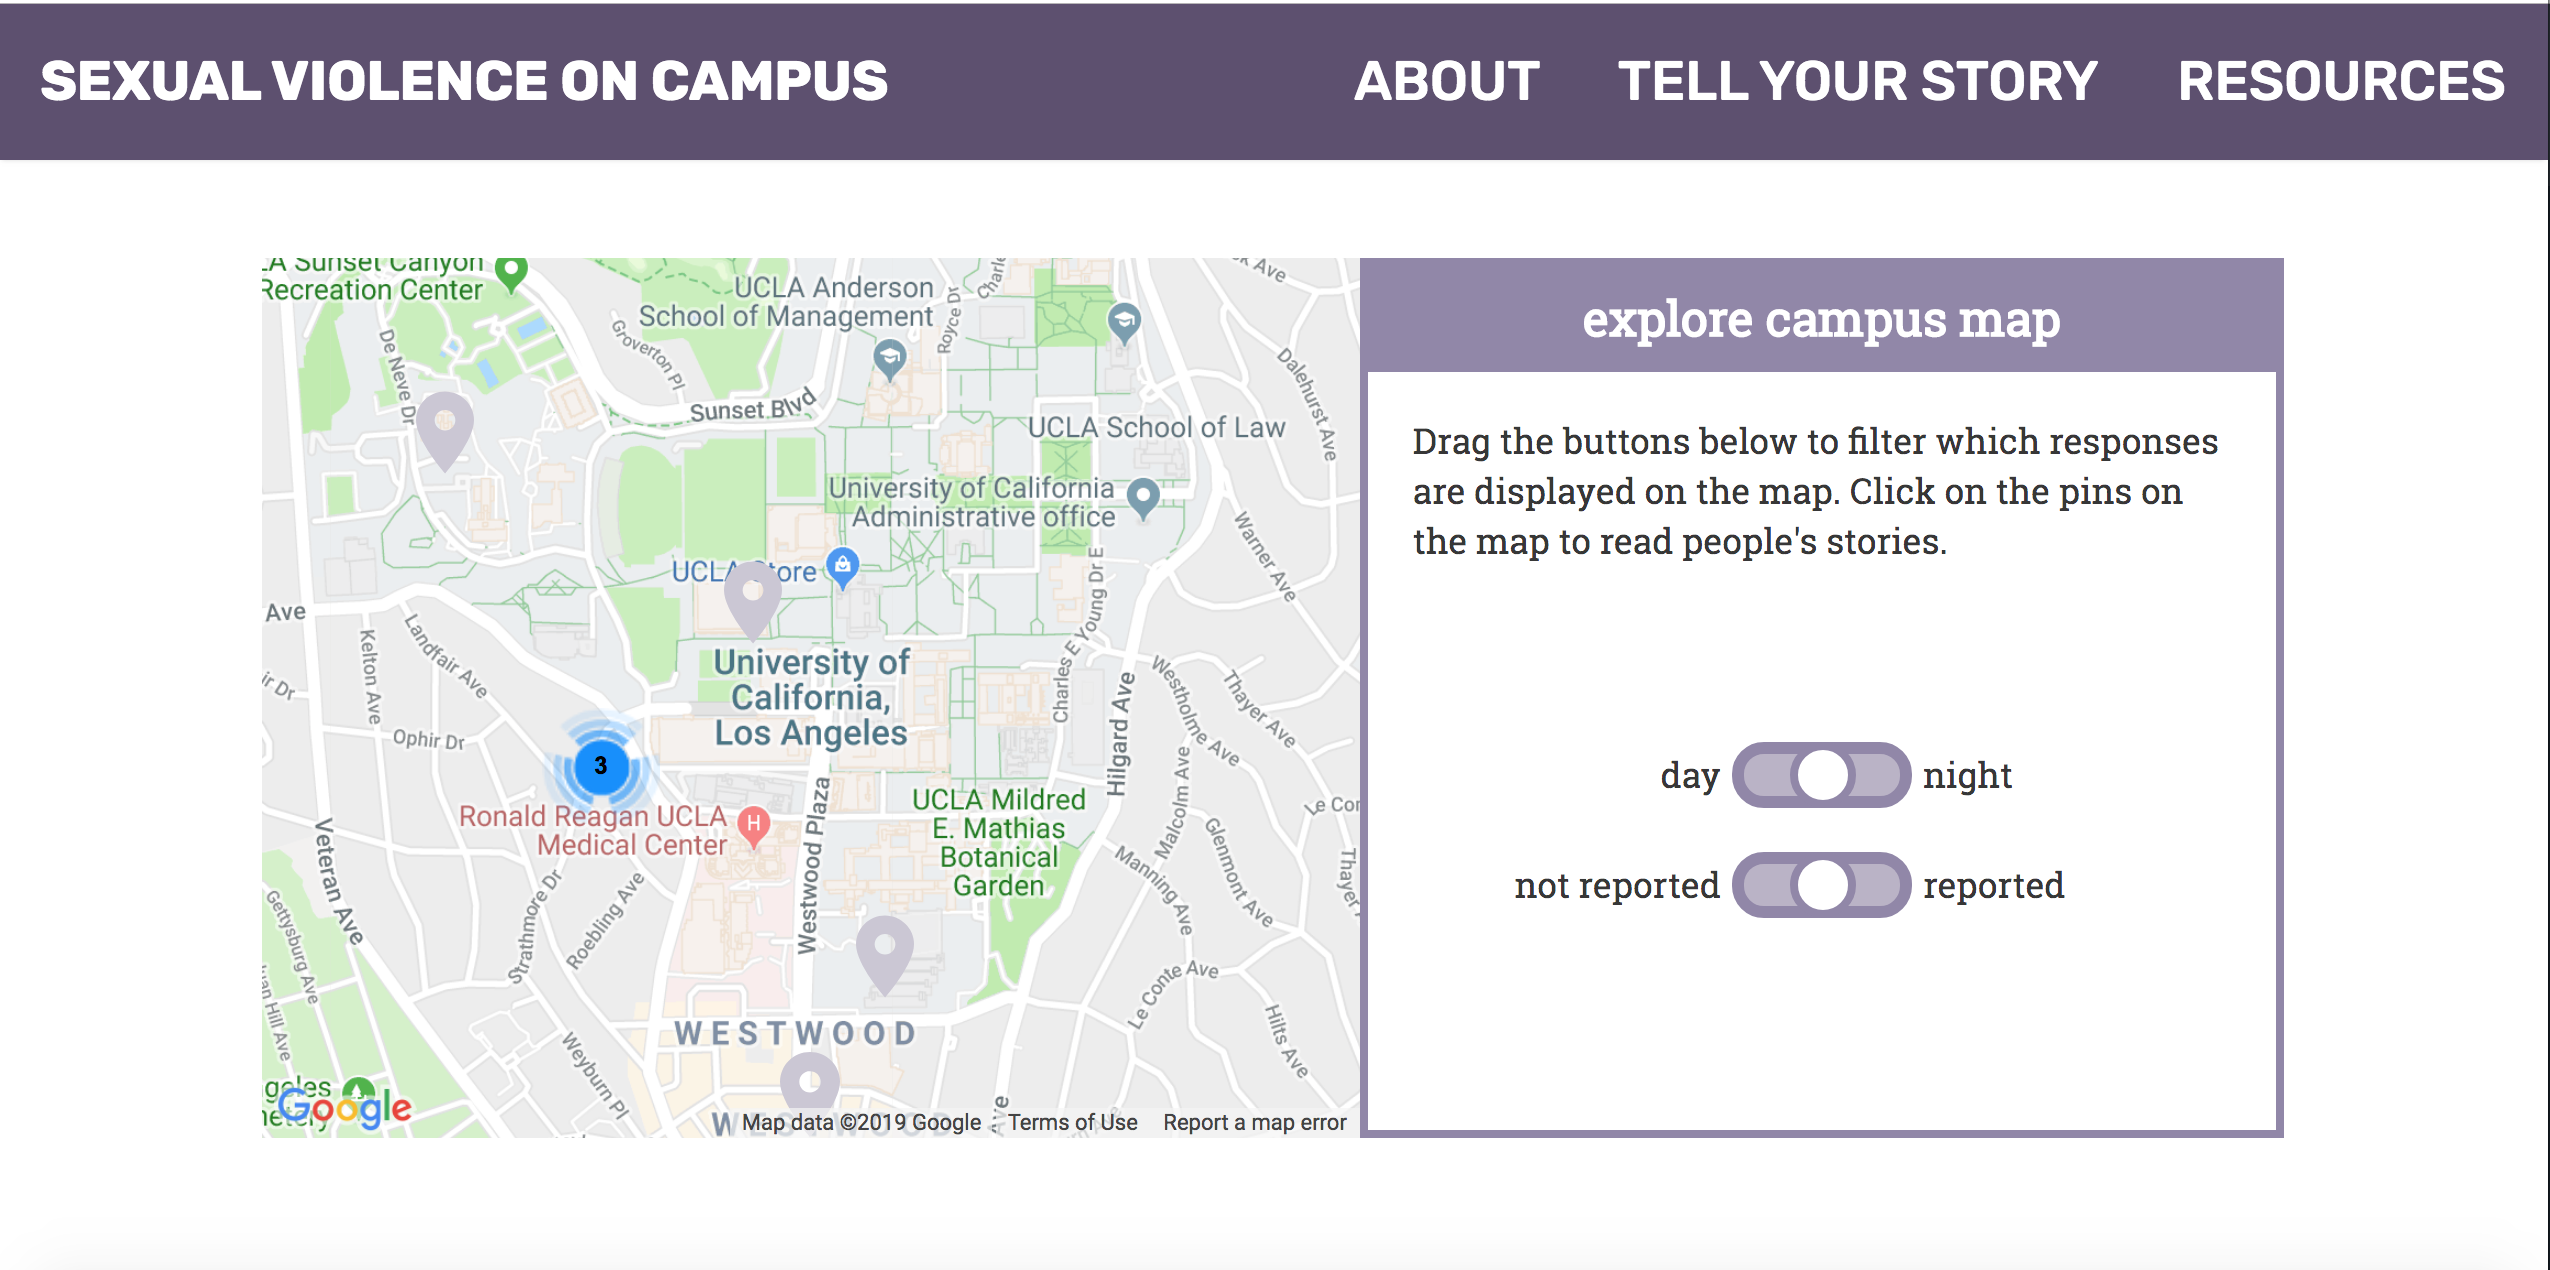 SEXUAL VIOLENCE ON CAMPUS
ABOUT
TELL YOUR STORY
RESOURCES
LA Sunset Canyon
Recreation Center
UCLA Anderson
School of Management
Royce Dr
Charle
Ave
Groverton Pl
De Neve Dr
Sunset Blvd
Dalehurst Ave
UCLA School of Law
University of California
Administrative office
Warner Ave
UCLA Store
Charles E Young Dr E
Ave
Kelton Ave
Landfair Ave
ir Dr
University of
California,
Los Angeles
Westholme Ave
Thayer Ave
Hilgard Ave
Ophir Dr
3
Malcolm Ave
Ronald Reagan UCLA
Medical Center
H
Westwood Plaza
UCLA Mildred
E. Mathias
Botanical
Garden
Le Con
Glenmont Ave
Manning Ave
Thayer
Veteran Ave
Gettysburg Ave
Strathmore Dr
Roebling Ave
Le Conte Ave
Hilts Ave
Hill Ave
WESTWOOD
Weyburn Pl
geles
Google
WESTWOOD
Ave
Map data ©2019 Google
Terms of Use
Report a map error
explore campus map
Drag the buttons below to filter which responses
are displayed on the map. Click on the pins on
the map to read people's stories.
day
night
not reported
reported